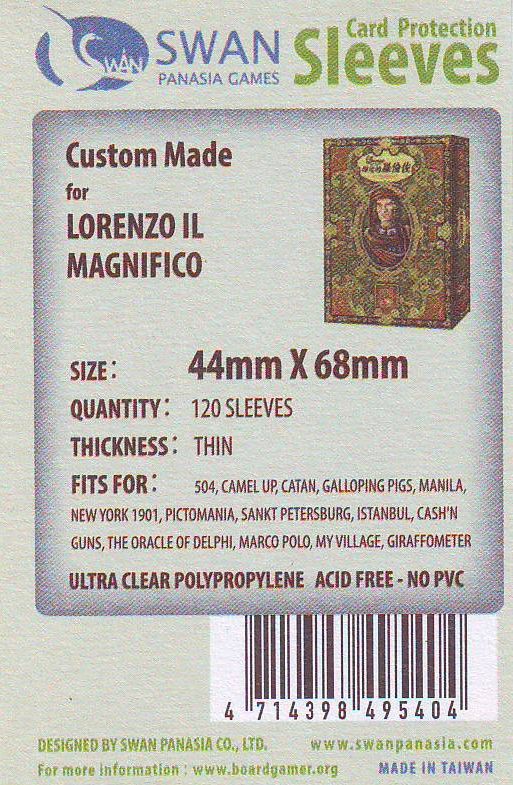 SWAN
SWAN
PANASIA GAMES
Card Protection
Sleeves
Custom Made
for
LORENZO IL
MAGNIFICO
SIZE: 44mm X 68mm
QUANTITY: 120 SLEEVES
THICKNESS: THIN
FITS FOR: 504, CAMEL UP, CATAN, GALLOPING PIGS, MANILA,
NEW YORK 1901, PICTOMANIA, SANKT PETERSBURG, ISTANBUL, CASH'N
GUNS, THE ORACLE OF DELPHI, MARCO POLO, MY VILLAGE, GIRAFFOMETER
ULTRA CLEAR POLYPROPYLENE ACID FREE - NO PVC
4 714398 495404
DESIGNED BY SWAN PANASIA CO., LTD. www.swanpanasia.com
For more information : www.boardgamer.org MADE IN TAIWAN